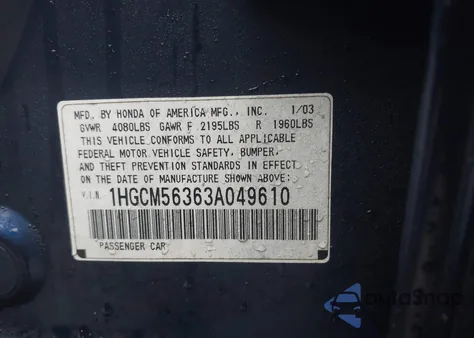 MFD. BY HONDA OF AMERICA MFG., INC. 1/03
GVWR 4080LBS GAWR F 2195LBS R 1960LBS
THIS VEHICLE CONFORMS TO ALL APPLICABLE
FEDERAL MOTOR VEHICLE SAFETY, BUMPER,
AND THEFT PREVENTION STANDARDS IN EFFECT
ON THE DATE OF MANUFACTURE SHOWN ABOVE.
V.I.N. 1HGCM56363A049610
PASSENGER CAR
autosnap